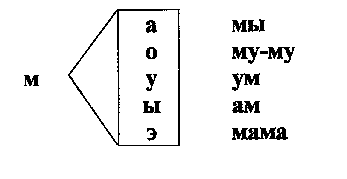 а мы
о му-му
м у ум
ы ам
э мама